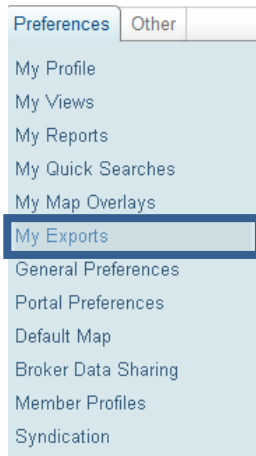 Preferences Other
My Profile
My Views
My Reports
My Quick Searches
My Map Overlays
My Exports
General Preferences
Portal Preferences
Default Map
Broker Data Sharing
Member Profiles
Syndication